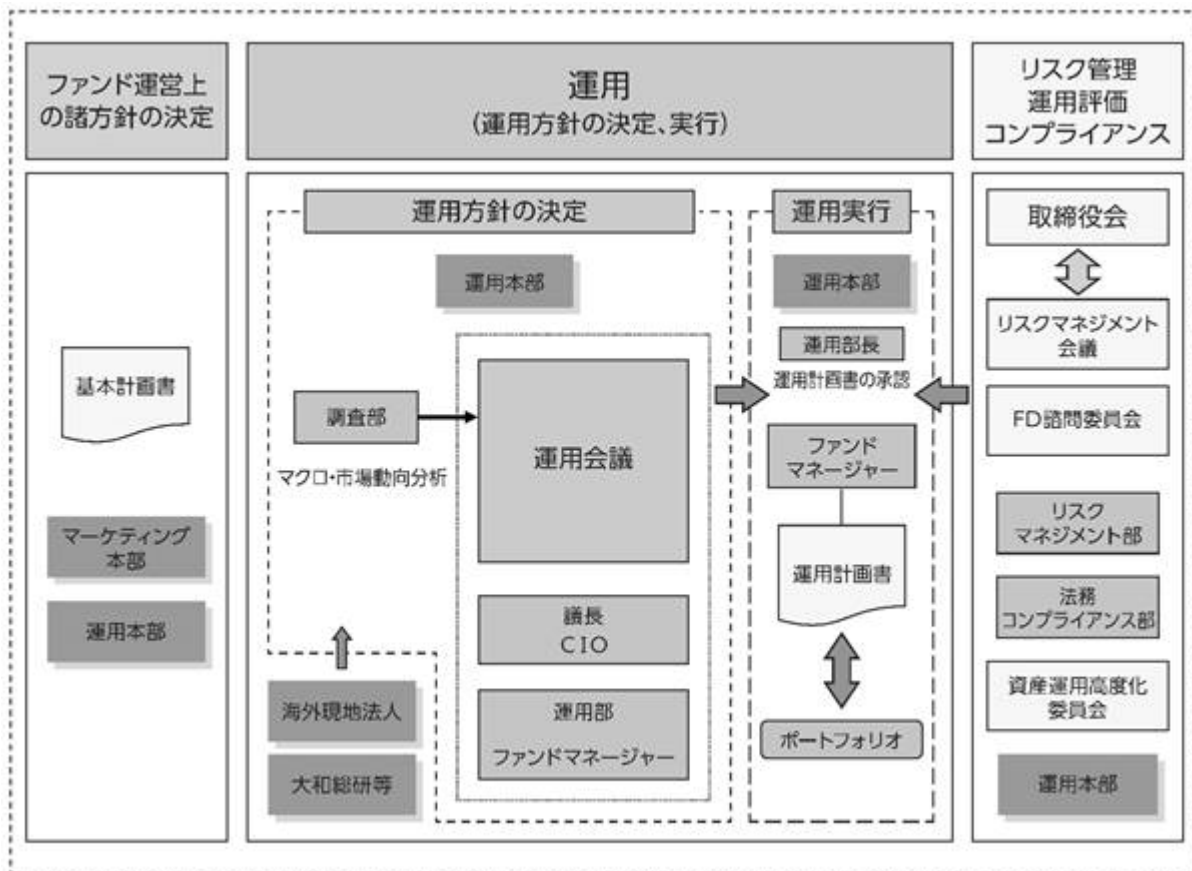 ファンド運営上
の諸方針の決定
運用
(運用方針の決定、実行)
リスク管理
運用評価
コンプライアンス
基本計画書
マーケティング
本部
運用本部
運用方針の決定
運用本部
調査部
マクロ・市場動向分析
運用会議
議長
CIO
運用部
ファンドマネージャー
海外現地法人
大和総研等
運用実行
運用本部
運用部長
運用計画書の承認
ファンド
マネージャー
運用計画書
ポートフォリオ
取締役会
リスクマネジメント
会議
FD諮問委員会
リスク
マネジメント部
法務
コンプライアンス部
資産運用高度化
委員会
運用本部